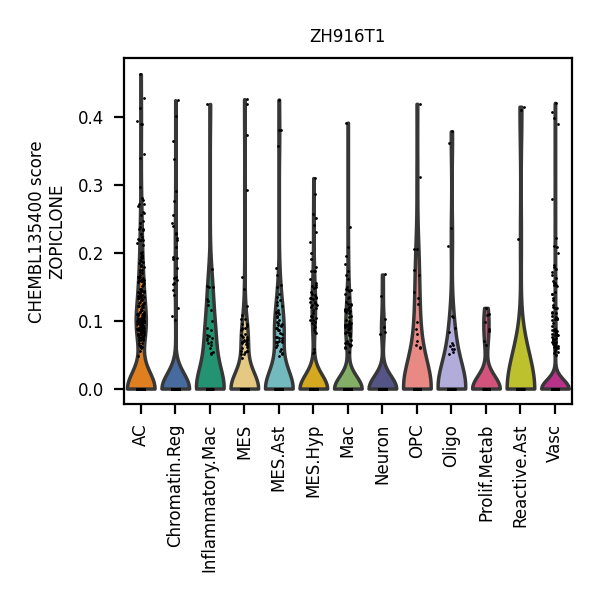 ZH916T1
CHEMBL135400 score
ZOPICLONE
0.4
0.3
0.2
0.1
0.0
AC
Chromatin.Reg
Inflammatory.Mac
MES
MES.Ast
MES.Hyp
Mac
Neuron
OPC
Oligo
Prolif.Metab
Reactive.Ast
Vasc